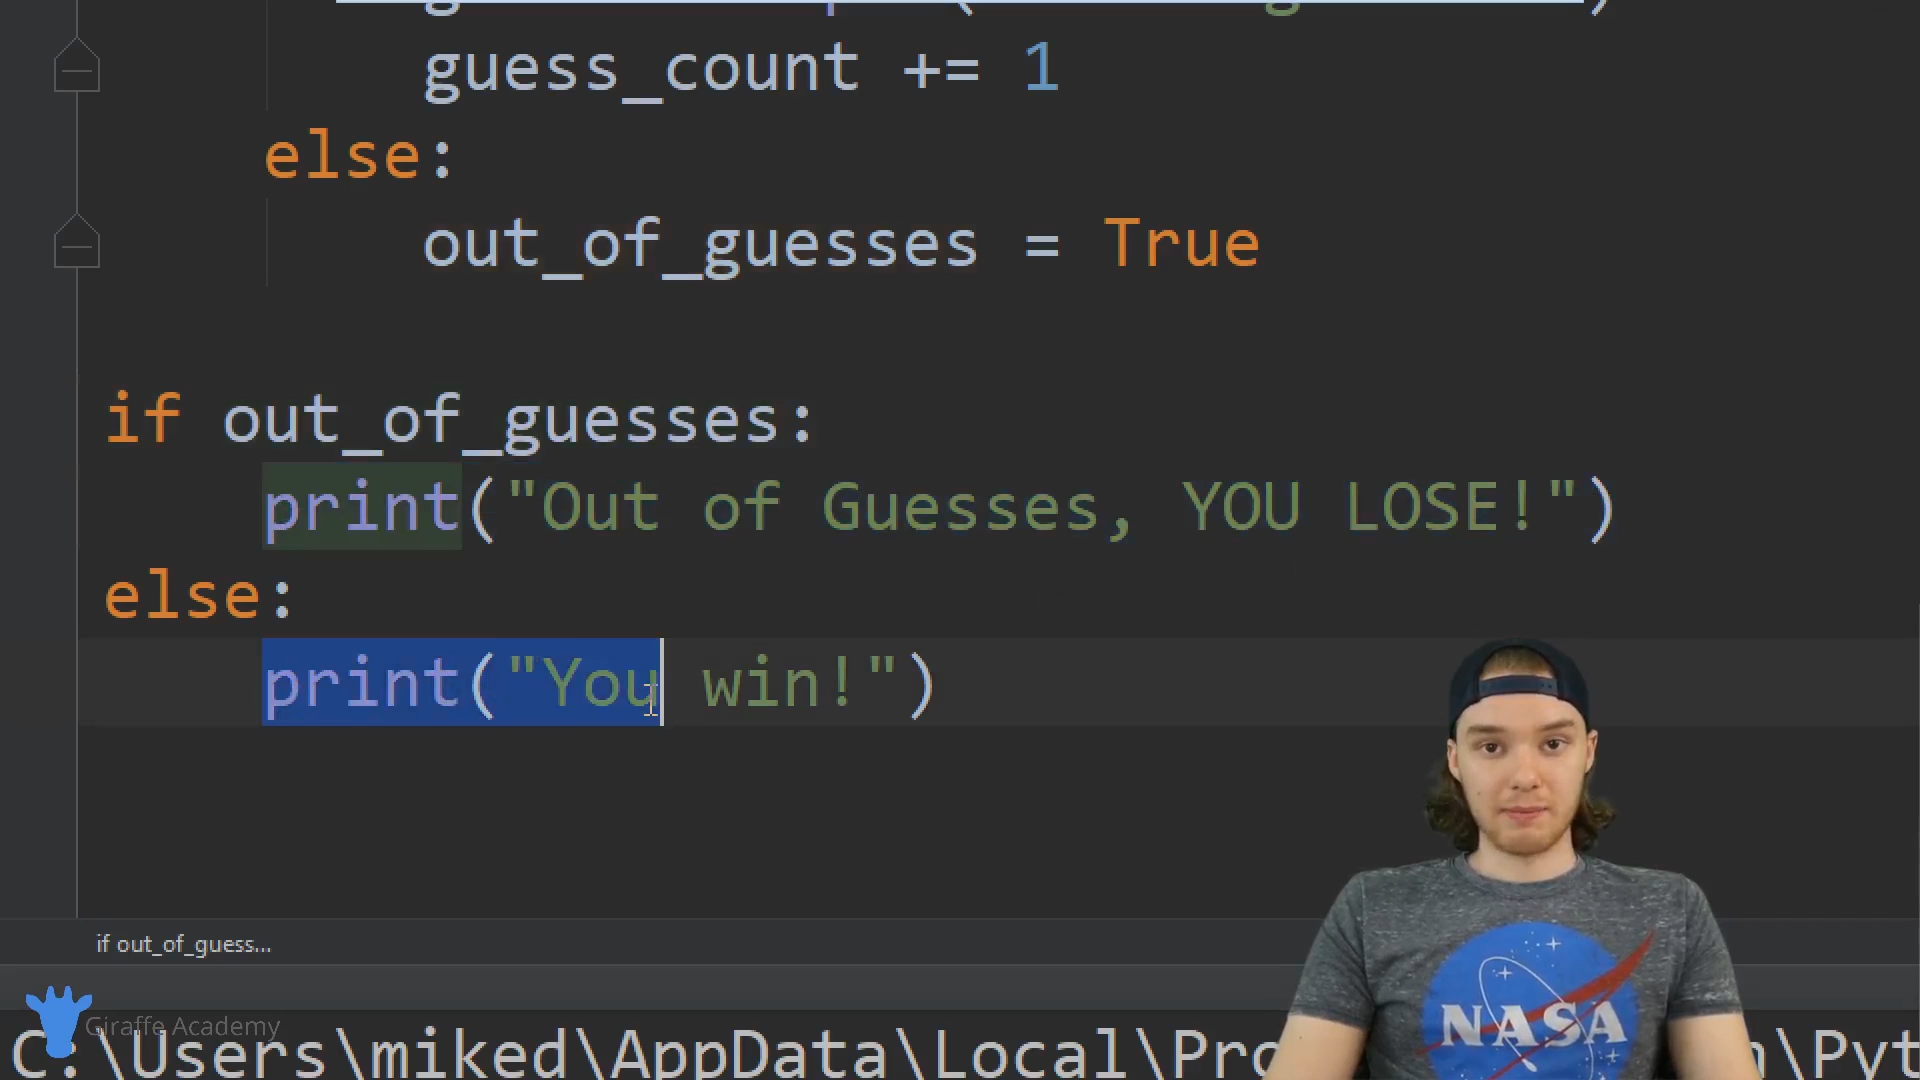 guess_count += 1
else:
out_of_guesses = True
if out_of_guesses:
print("Out of Guesses, YOU LOSE!")
else:
print("You win!")
if out_of_guess...
Giraffe Academy
C:\Users\miked\AppData\Local\Pro
NASA